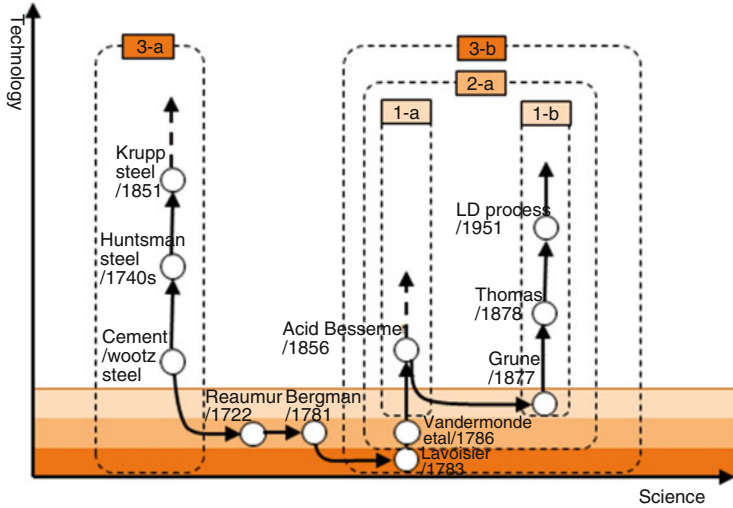 Technology
3-a
3-b
2-a
1-a
1-b
Krupp
steel
/1851
LD process
/1951
Huntsman
steel
/1740s
Thomas
/1878
Acid Besseme
/1856
Cement
/wootz
steel
Grune
/1877
Reaumur
/1722
Bergman
/1781
Vandermonde
etal/1786
Lavoisier
/1783
Science